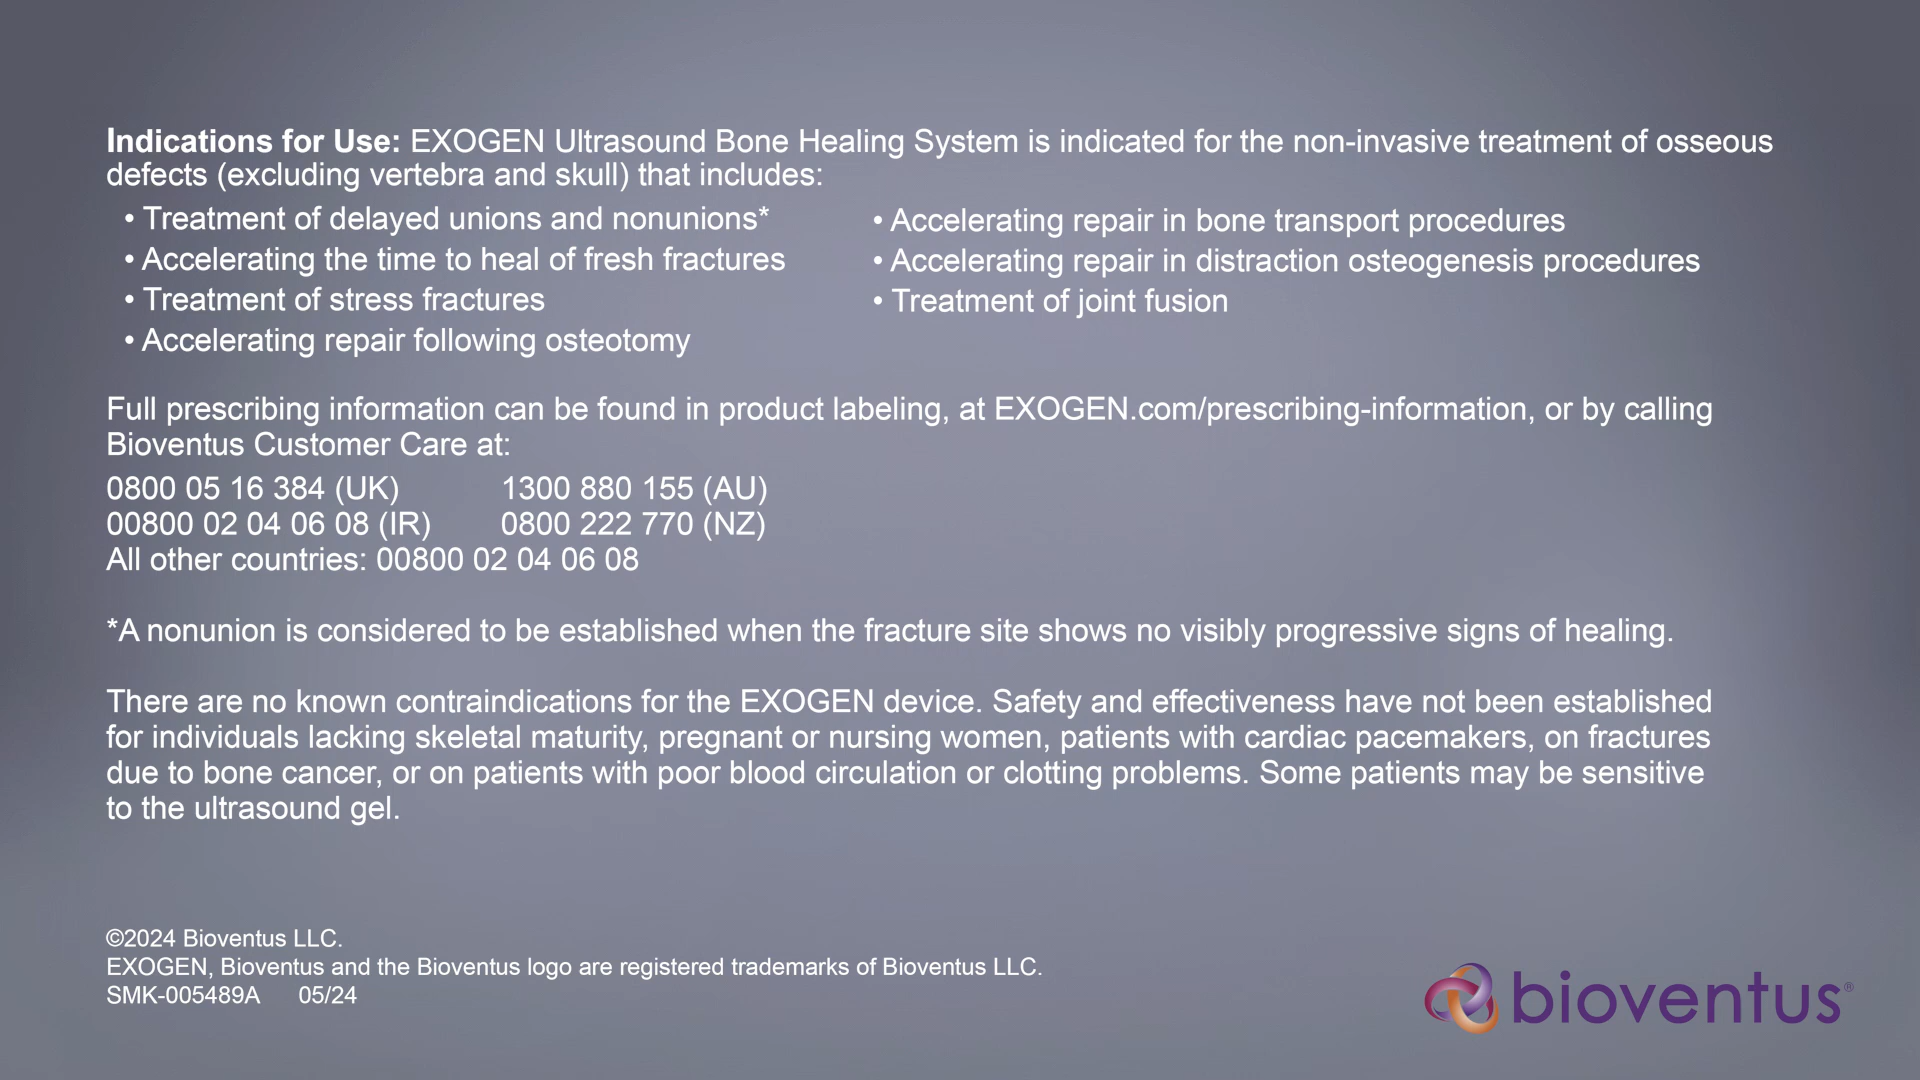 Indications for Use: EXOGEN Ultrasound Bone Healing System is indicated for the non-invasive treatment of osseous
defects (excluding vertebra and skull) that includes:
• Treatment of delayed unions and nonunions*
• Accelerating the time to heal of fresh fractures
• Treatment of stress fractures
• Accelerating repair following osteotomy
• Accelerating repair in bone transport procedures
• Accelerating repair in distraction osteogenesis procedures
• Treatment of joint fusion
Full prescribing information can be found in product labeling, at EXOGEN.com/prescribing-information, or by calling
Bioventus Customer Care at:
0800 05 16 384 (UK) 1300 880 155 (AU)
00800 02 04 06 08 (IR) 0800 222 770 (NZ)
All other countries: 00800 02 04 06 08
*A nonunion is considered to be established when the fracture site shows no visibly progressive signs of healing.
There are no known contraindications for the EXOGEN device. Safety and effectiveness have not been established
for individuals lacking skeletal maturity, pregnant or nursing women, patients with cardiac pacemakers, on fractures
due to bone cancer, or on patients with poor blood circulation or clotting problems. Some patients may be sensitive
to the ultrasound gel.
©2024 Bioventus LLC.
EXOGEN, Bioventus and the Bioventus logo are registered trademarks of Bioventus LLC.
SMK-005489A 05/24
bioventus®